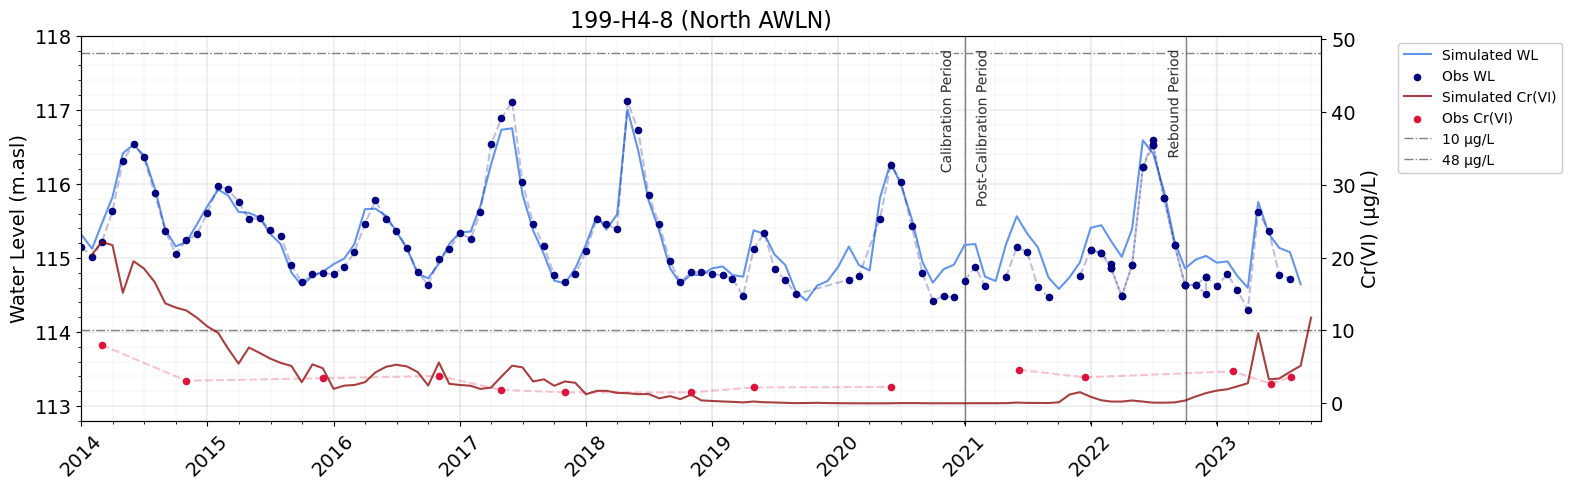 199-H4-8 (North AWLN)
Water Level (m.asl)
118
117
116
115
114
113
Calibration Period
Post-Calibration Period
Rebound Period
50
40
30
20
10
0
Cr(VI) (µg/L)
2014
2015
2016
2017
2018
2019
2020
2021
2022
2023
Simulated WL
Obs WL
Simulated Cr(VI)
Obs Cr(VI)
10 µg/L
48 µg/L